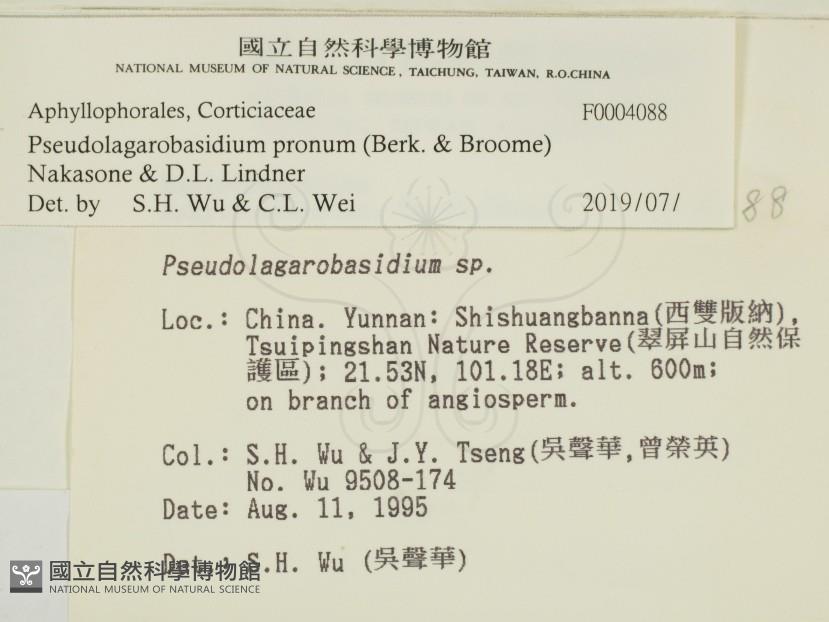 國立自然科學博物館
NATIONAL MUSEUM OF NATURAL SCIENCE, TAICHUNG, TAIWAN, R.O.CHINA
Aphyllophorales, Corticiaceae F0004088
Pseudolagarobasidium pronum (Berk. & Broome)
Nakasone & D.L. Lindner
Det. by S.H. Wu & C.L. Wei 2019/07/
88
Pseudolagarobasidium sp.
Loc.: China. Yunnan: Shishuangbanna(西雙版納),
Tsuipingshan Nature Reserve(翠屏山自然保
護區); 21.53N, 101.18E; alt. 600m;
on branch of angiosperm.
Col.: S.H. Wu & J.Y. Tseng(吳聲華,曾榮英)
No. Wu 9508-174
Date: Aug. 11, 1995
Det.: S.H. Wu (吳聲華)
國立自然科學博物館
NATIONAL MUSEUM OF NATURAL SCIENCE